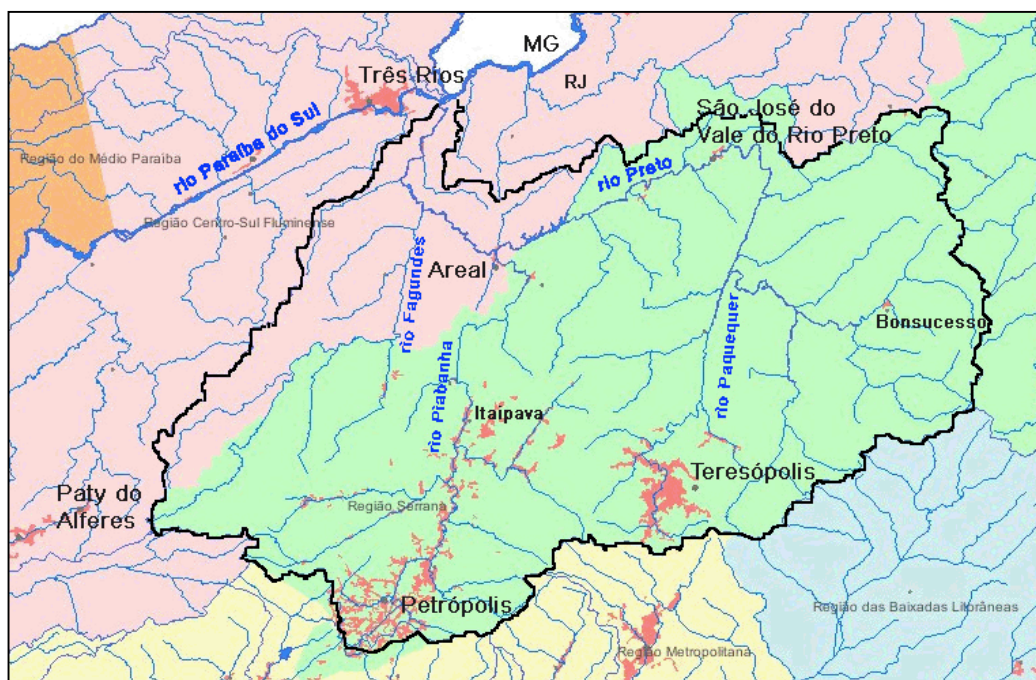 MG
Três Rios
RJ
São José do
Vale do Rio Preto
rio Paraíba do Sul
Região do Médio Paraíba
rio Preto
Região Centro-Sul Fluminense
Areal
rio Fagundes
rio Paquequer
Bonsucesso
rio Piabanha
Itaipava
Teresópolis
Paty do
Alferes
Região Serrana
Petrópolis
Região das Baixadas Litorâneas
Região Metropolitana